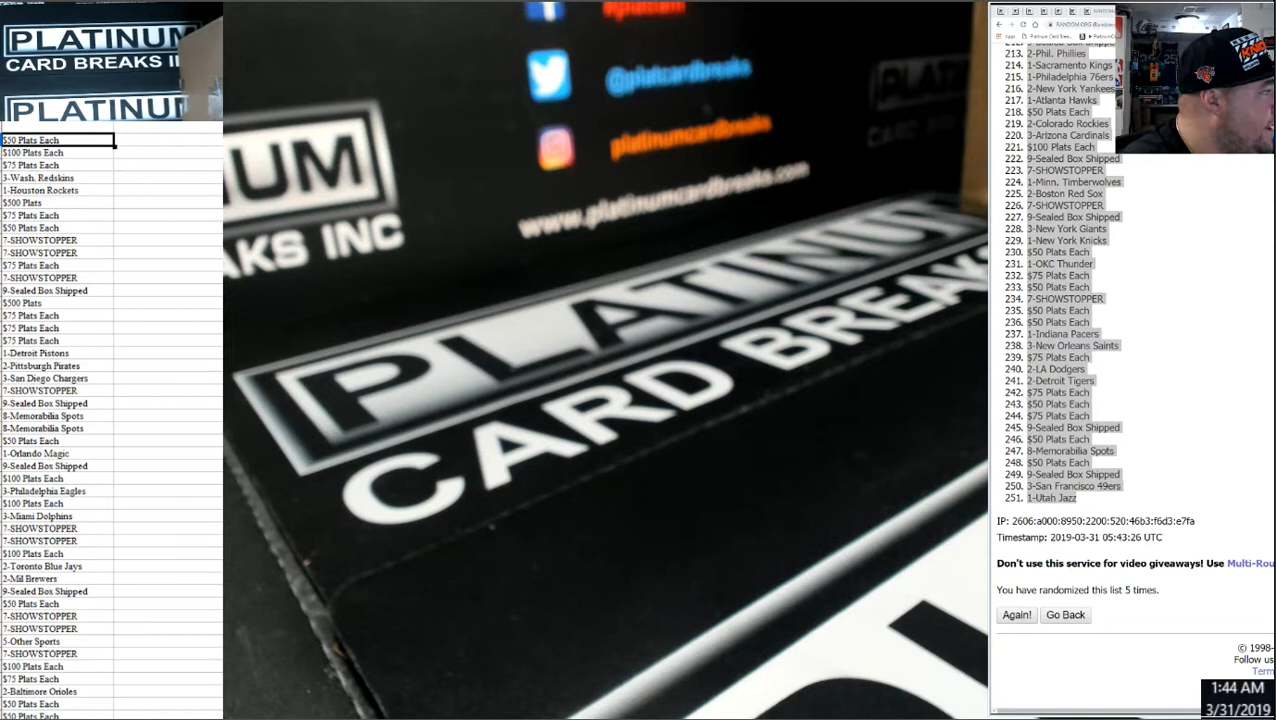 PLATINUM
CARD BREAKS I
PLATINUM
$50 Plats Each
$100 Plats Each
$75 Plats Each
3-Wash. Redskins
1-Houston Rockets
$500 Plats
$75 Plats Each
$50 Plats Each
7-SHOWSTOPPER
7-SHOWSTOPPER
$75 Plats Each
7-SHOWSTOPPER
9-Sealed Box Shipped
$500 Plats
$75 Plats Each
$75 Plats Each
$75 Plats Each
1-Detroit Pistons
2-Pittsburgh Pirates
3-San Diego Chargers
7-SHOWSTOPPER
9-Sealed Box Shipped
8-Memorabilia Spots
8-Memorabilia Spots
$50 Plats Each
1-Orlando Magic
9-Sealed Box Shipped
$100 Plats Each
3-Philadelphia Eagles
$100 Plats Each
3-Miami Dolphins
7-SHOWSTOPPER
7-SHOWSTOPPER
$100 Plats Each
2-Toronto Blue Jays
2-Mil Brewers
9-Sealed Box Shipped
$50 Plats Each
7-SHOWSTOPPER
7-SHOWSTOPPER
5-Other Sports
7-SHOWSTOPPER
$100 Plats Each
$75 Plats Each
2-Baltimore Orioles
$50 Plats Each
$50 Plats Each
@platcardbreaks
platinumcardbreaks
www.platinumcardbreaks.com
UM
EAKS INC
PLATINUM
CARD BREAKS
RANDOM.ORG
213. 2-Phil. Phillies
214. 1-Sacramento Kings
215. 1-Philadelphia 76ers
216. 2-New York Yankees
217. 1-Atlanta Hawks
218. $50 Plats Each
219. 2-Colorado Rockies
220. 3-Arizona Cardinals
221. $100 Plats Each
222. 9-Sealed Box Shipped
223. 7-SHOWSTOPPER
224. 1-Minn. Timberwolves
225. 2-Boston Red Sox
226. 7-SHOWSTOPPER
227. 9-Sealed Box Shipped
228. 3-New York Giants
229. 1-New York Knicks
230. $50 Plats Each
231. 1-OKC Thunder
232. $75 Plats Each
233. $50 Plats Each
234. 7-SHOWSTOPPER
235. $50 Plats Each
236. $50 Plats Each
237. 1-Indiana Pacers
238. 3-New Orleans Saints
239. $75 Plats Each
240. 2-LA Dodgers
241. 2-Detroit Tigers
242. $75 Plats Each
243. $50 Plats Each
244. $75 Plats Each
245. 9-Sealed Box Shipped
246. $50 Plats Each
247. 8-Memorabilia Spots
248. $50 Plats Each
249. 9-Sealed Box Shipped
250. 3-San Francisco 49ers
251. 1-Utah Jazz
IP: 2606:a000:8950:2200:520:46b3:f6d3:e7fa
Timestamp: 2019-03-31 05:43:26 UTC
Don't use this service for video giveaways! Use Multi-Rou
You have randomized this list 5 times.
Again! Go Back
© 1998-
Follow us
Term
1:44 AM
3/31/2019